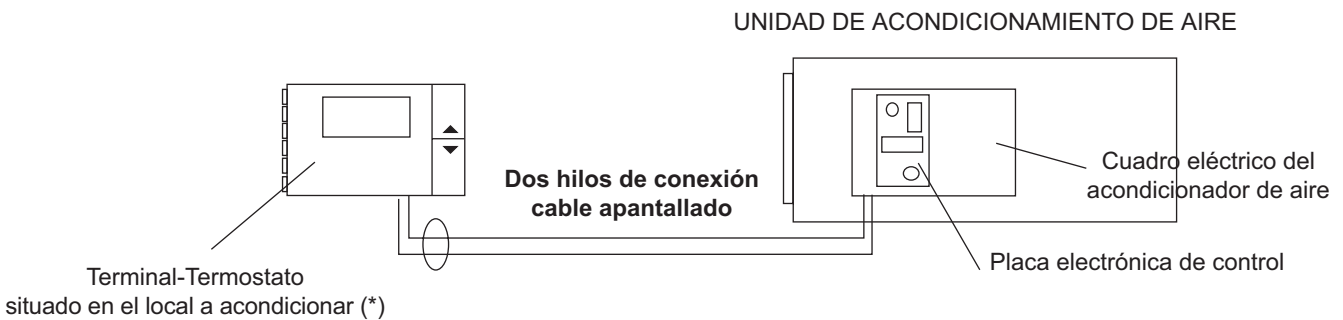 UNIDAD DE ACONDICIONAMIENTO DE AIRE
Dos hilos de conexión
cable apantallado
Cuadro eléctrico del
acondicionador de aire
Placa electrónica de control
Terminal-Termostato
situado en el local a acondicionar (*)